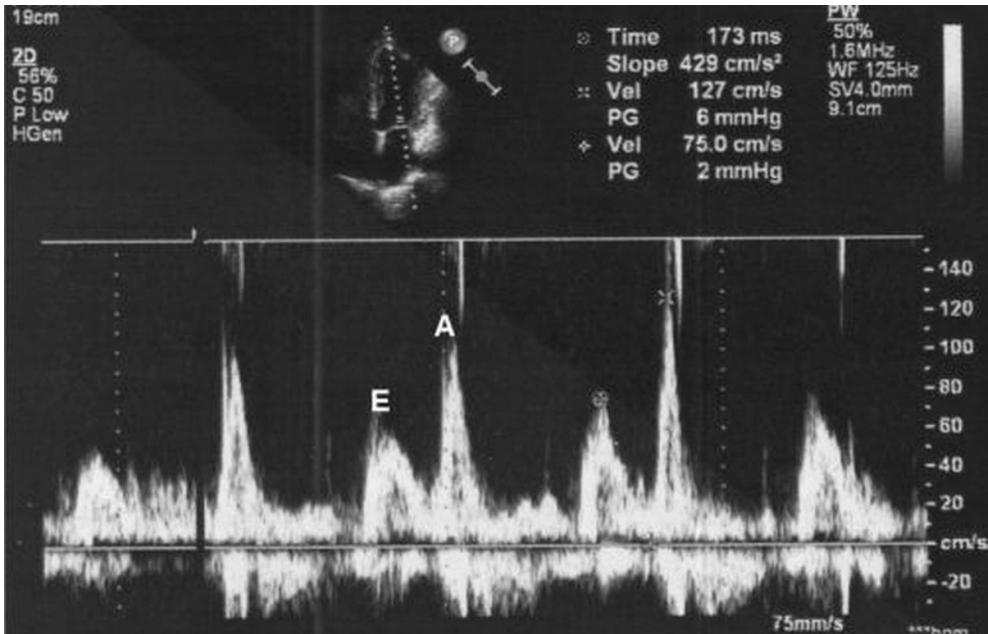 19cm
2D
56%
C 50
P Low
HGen
P
Time 173 ms
Slope 429 cm/s²
Vel 127 cm/s
PG 6 mmHg
Vel 75.0 cm/s
PG 2 mmHg
PW
50%
1.6MHz
WF 125Hz
SV4.0mm
9.1cm
A
E
140
120
100
80
60
40
20
cm/s
-20
75mm/s